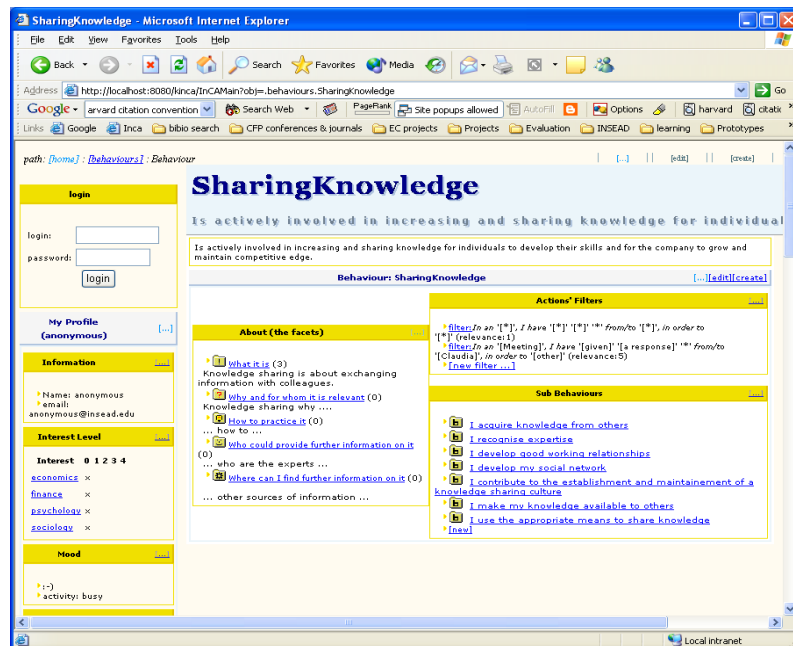 SharingKnowledge - Microsoft Internet Explorer
File Edit View Favorites Tools Help
Back Search Favorites Media
Address http://localhost:8080/kinca/InCAMain?obj=.behaviours.SharingKnowledge Go
Google arvard citation convention Search Web PageRank Site popups allowed AutoFill Options harvard citatic
Links Google Inca bibio search CFP conferences & journals EC projects Projects Evaluation INSEAD learning Prototypes
path: [home] : [behaviours] : Behaviour
| [...] | | [edit] | | [create] |
login
login:
password:
login
My Profile
(anonymous)
[...]
Information [...]
Name: anonymous
email:
anonymous@insead.edu
Interest Level [...]
Interest 0 1 2 3 4
economics x
finance x
psychology x
sociology x
Mood [...]
:-)
activity: busy
SharingKnowledge
Is actively involved in increasing and sharing knowledge for individual
Is actively involved in increasing and sharing knowledge for individuals to develop their skills and for the company to grow and
maintain competitive edge.
Behaviour: SharingKnowledge [...][edit][create]
About (the facets) [...]
What it is (3)
Knowledge sharing is about exchanging
information with colleagues.
Why and for whom it is relevant (0)
Knowledge sharing why ....
How to practice it (0)
... how to ...
Who could provide further information on it
(0)
... who are the experts ...
Where can I find further information on it (0)
... other sources of information ...
Actions' Filters [...]
filter:In an '[*]', I have '[*]' '[*]' '*' from/to '[*]', in order to
'[*]' (relevance:1)
filter:In an '[Meeting]', I have '[given]' '[a response]' '*' from/to
'[Claudia]', in order to '[other]' (relevance:5)
[new filter ...]
Sub Behaviours [...]
I acquire knowledge from others
I recognise expertise
I develop good working relationships
I develop my social network
I contribute to the establishment and maintainement of a
knowledge sharing culture
I make my knowledge available to others
I use the appropriate means to share knowledge
[new]
Local intranet